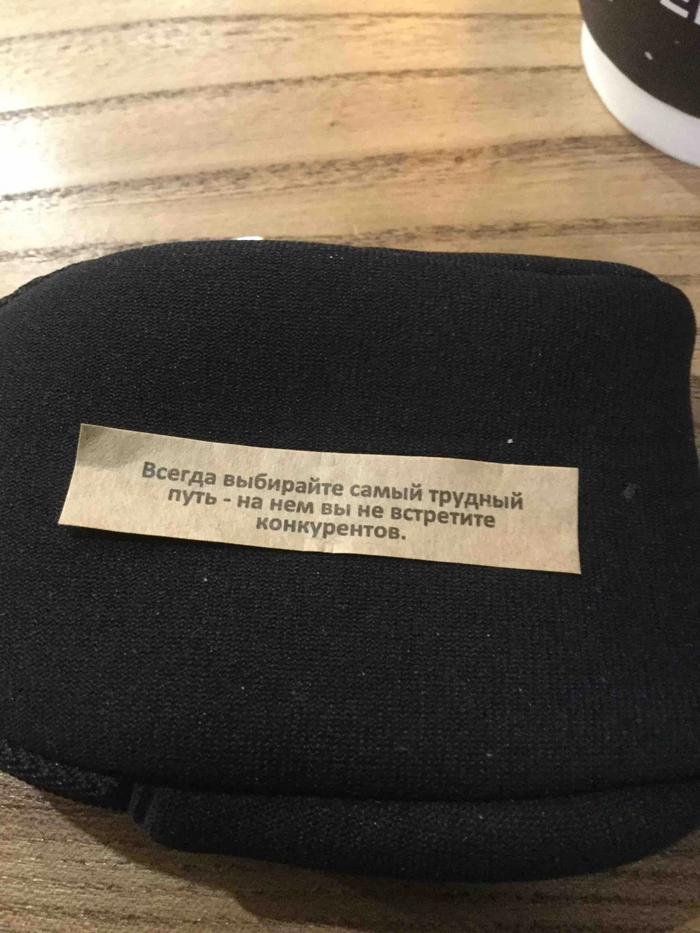 Всегда выбирайте самый трудный
путь - на нем вы не встретите
конкурентов.